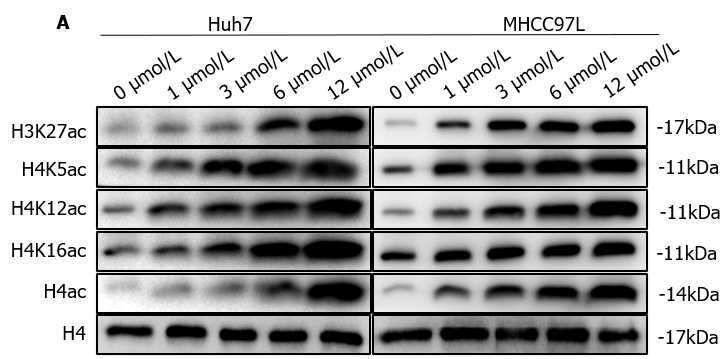 A
Huh7 MHCC97L
0 μmol/L 1 μmol/L 3 μmol/L 6 μmol/L 12 μmol/L 0 μmol/L 1 μmol/L 3 μmol/L 6 μmol/L 12 μmol/L
H3K27ac -17kDa
H4K5ac -11kDa
H4K12ac -11kDa
H4K16ac -11kDa
H4ac -14kDa
H4 -17kDa